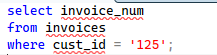 select invoice_num
from invoices
where cust_id = '125';